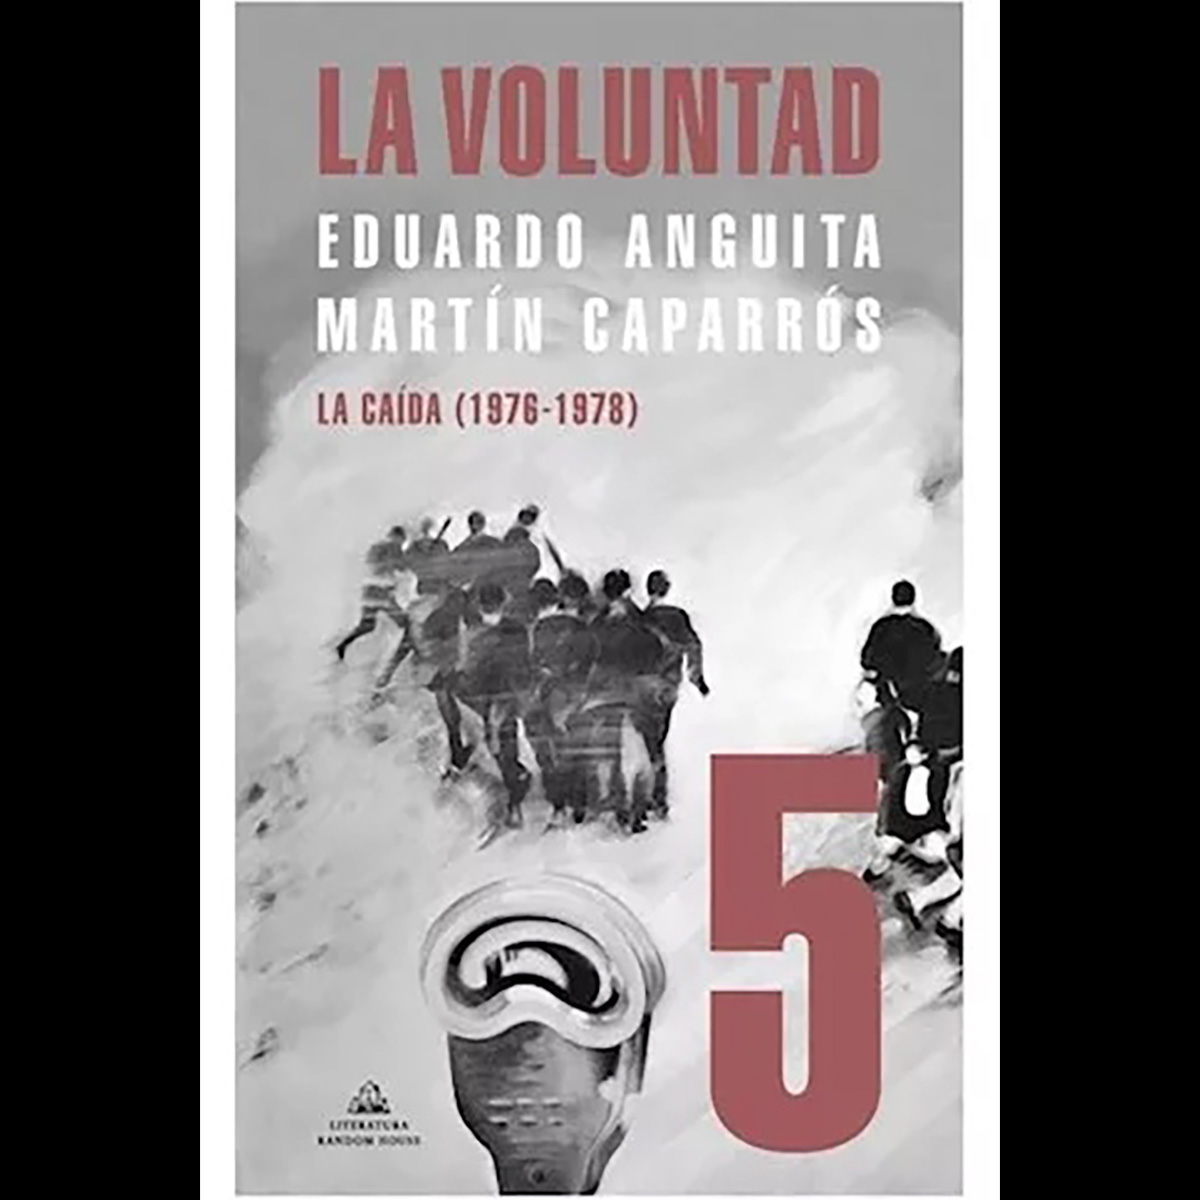 LA VOLUNTAD
EDUARDO ANGUITA
MARTÍN CAPARRÓS
LA CAÍDA (1976-1978)
5
LITERATURA
RANDOM HOUSE